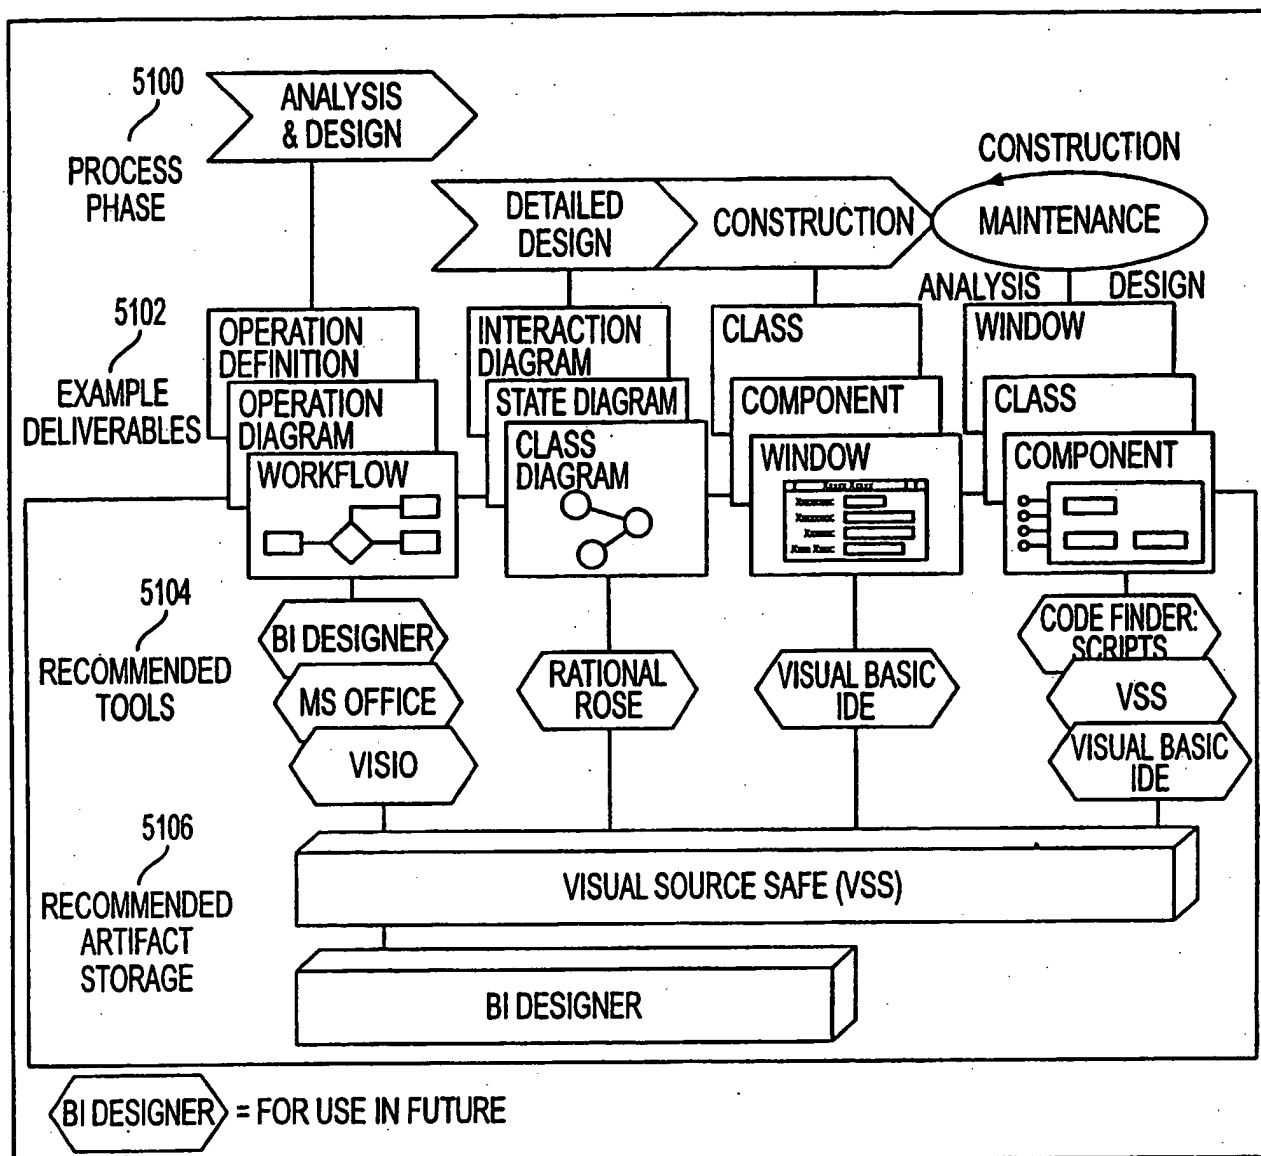 5100
PROCESS
PHASE
ANALYSIS
& DESIGN
DETAILED
DESIGN
CONSTRUCTION
CONSTRUCTION
MAINTENANCE
ANALYSIS
DESIGN
5102
EXAMPLE
DELIVERABLES
OPERATION
DEFINITION
OPERATION
DIAGRAM
WORKFLOW
INTERACTION
DIAGRAM
STATE DIAGRAM
CLASS
DIAGRAM
CLASS
COMPONENT
WINDOW
WINDOW
CLASS
COMPONENT
5104
RECOMMENDED
TOOLS
BI DESIGNER
MS OFFICE
VISIO
RATIONAL
ROSE
VISUAL BASIC
IDE
CODE FINDER:
SCRIPTS
VSS
VISUAL BASIC
IDE
5106
RECOMMENDED
ARTIFACT
STORAGE
VISUAL SOURCE SAFE (VSS)
BI DESIGNER
BI DESIGNER = FOR USE IN FUTURE